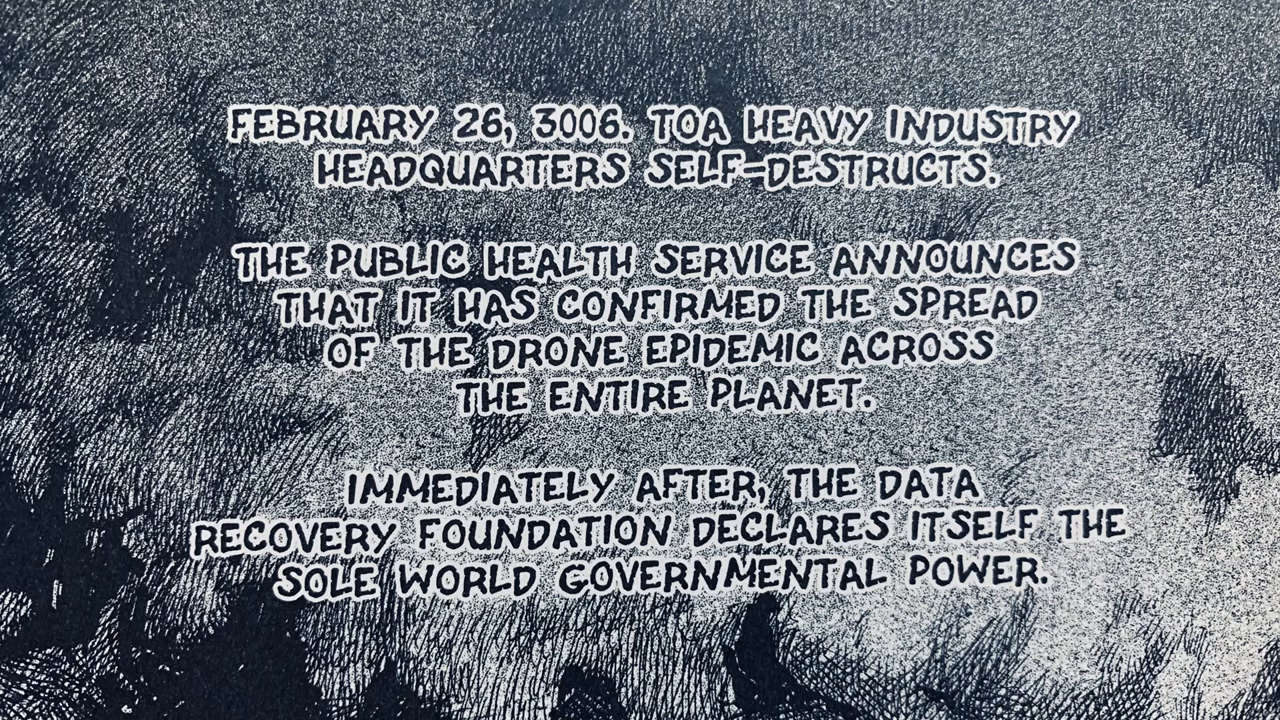 FEBRUARY 26, 3006. TOA HEAVY INDUSTRY
HEADQUARTERS SELF-DESTRUCTS.
THE PUBLIC HEALTH SERVICE ANNOUNCES
THAT IT HAS CONFIRMED THE SPREAD
OF THE DRONE EPIDEMIC ACROSS
THE ENTIRE PLANET.
IMMEDIATELY AFTER, THE DATA
RECOVERY FOUNDATION DECLARES ITSELF THE
SOLE WORLD GOVERNMENTAL POWER.